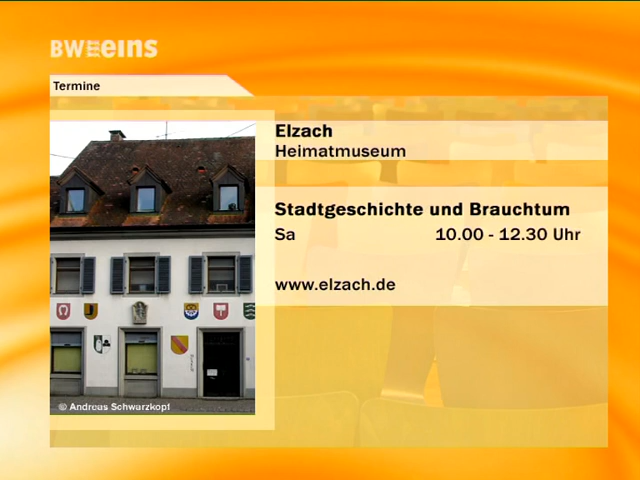 BW eins
Termine
Elzach
Heimatmuseum
Stadtgeschichte und Brauchtum
Sa 10.00 - 12.30 Uhr
www.elzach.de
© Andreas Schwarzkopf